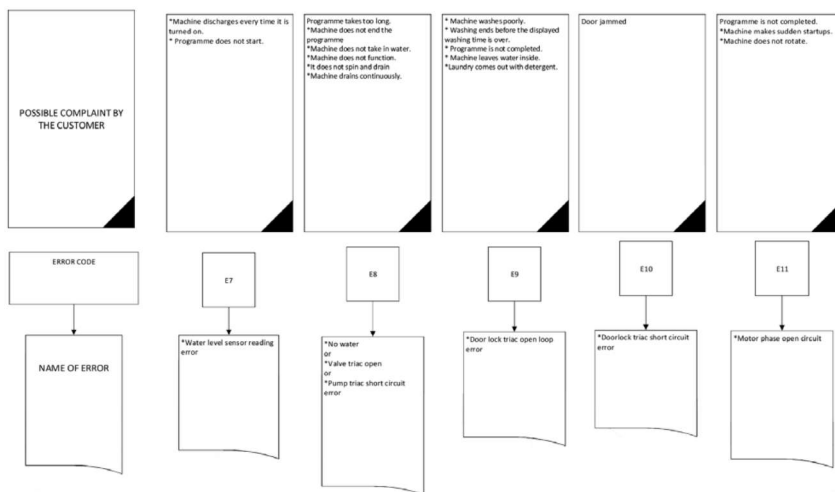 POSSIBLE COMPLAINT BY
THE CUSTOMER
*Machine discharges every time it is
turned on.
* Programme does not start.
Programme takes too long.
*Machine does not end the
programme
*Machine does not take in water.
*Machine does not function.
*It does not spin and drain
*Machine drains continuously.
* Machine washes poorly.
* Washing ends before the displayed
washing time is over.
* Programme is not completed.
* Machine leaves water inside.
*Laundry comes out with detergent.
Door jammed
Programme is not completed.
*Machine makes sudden startups.
*Machine does not rotate.
ERROR CODE
E7
E8
E9
E10
E11
NAME OF ERROR
*Water level sensor reading
error
*No water
or
*Valve triac open
or
*Pump triac short circuit
error
*Door lock triac open loop
error
*Doorlock triac short circuit
error
*Motor phase open circuit